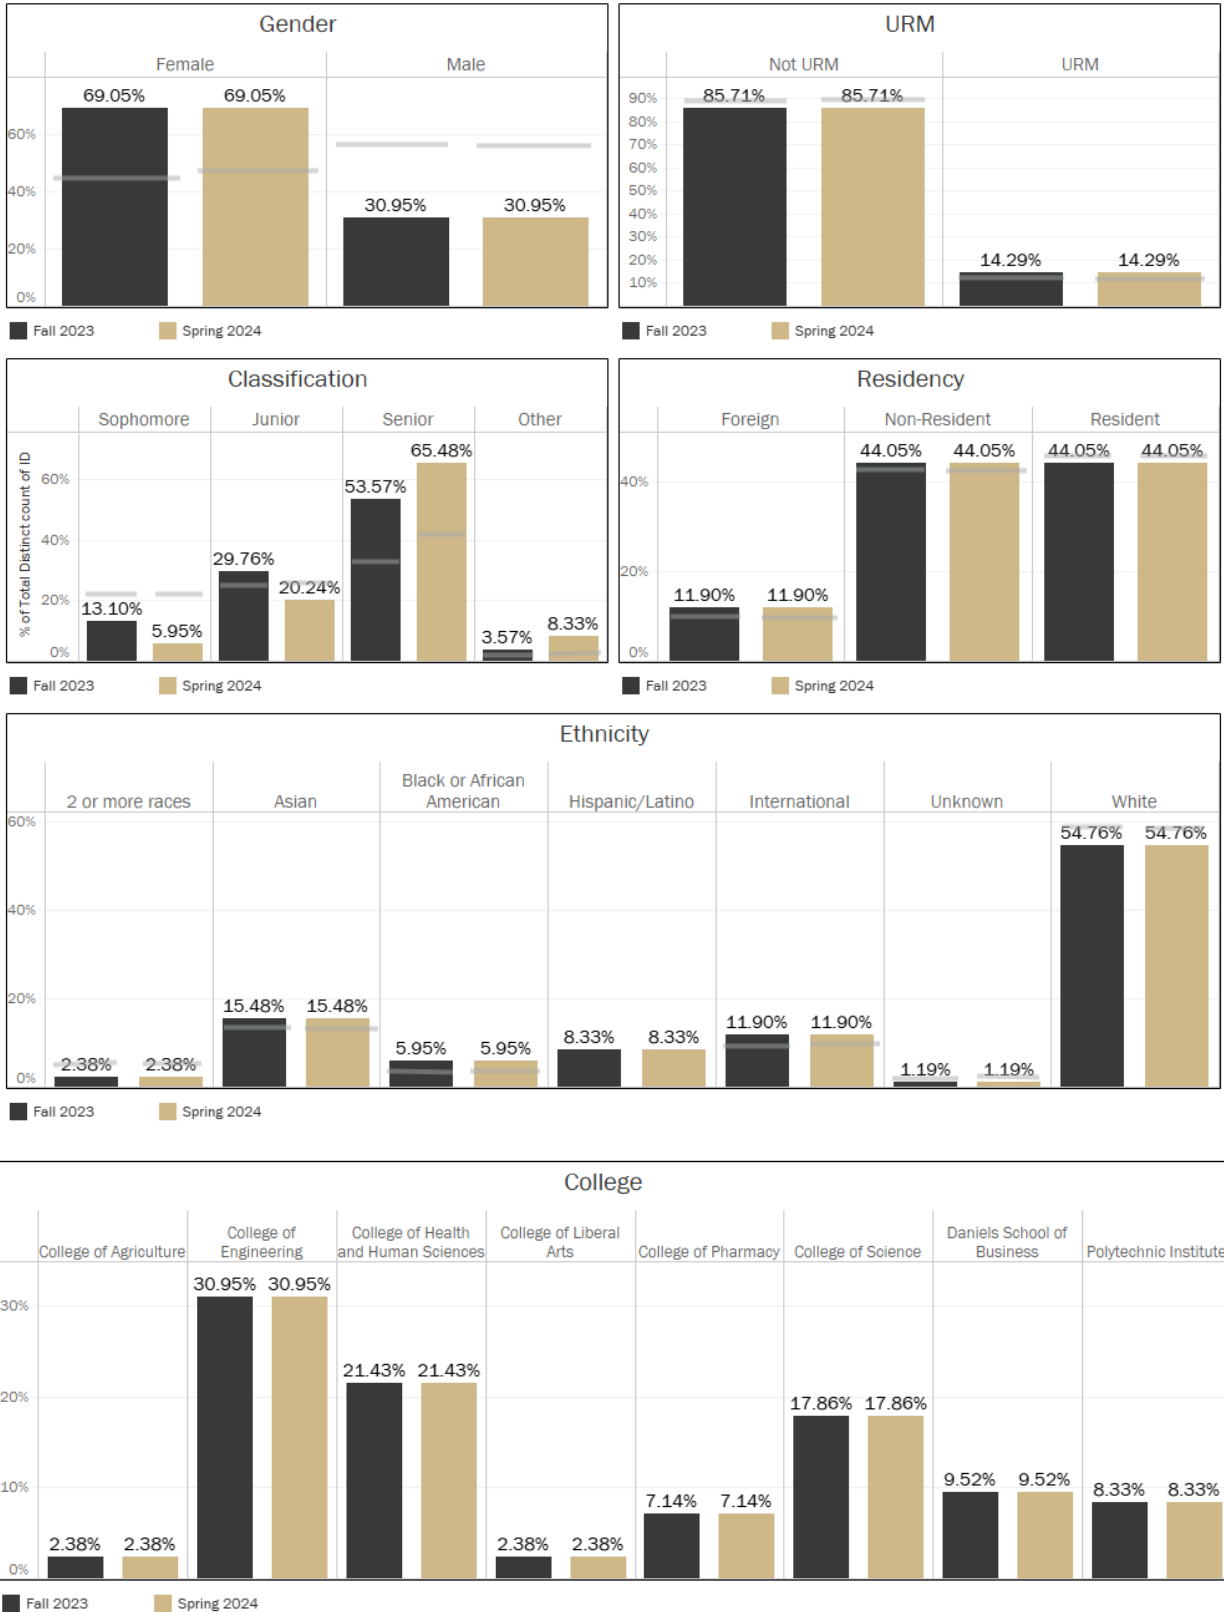 Gender
Female Male
69.05% 69.05%
60%
40%
30.95% 30.95%
20%
0%
Fall 2023 Spring 2024
URM
Not URM URM
90% 85.71% 85.71%
80%
70%
60%
50%
40%
30%
20% 14.29% 14.29%
10%
Fall 2023 Spring 2024
Classification
Sophomore Junior Senior Other
% of Total Distinct count of ID
65.48%
60%
53.57%
40%
29.76%
20.24%
20%
13.10%
5.95% 3.57% 8.33%
0%
Fall 2023 Spring 2024
Residency
Foreign Non-Resident Resident
44.05% 44.05% 44.05% 44.05%
40%
20%
11.90% 11.90%
0%
Fall 2023 Spring 2024
Ethnicity
2 or more races Asian Black or African
American Hispanic/Latino International Unknown White
60%
54.76% 54.76%
40%
20%
15.48% 15.48%
11.90% 11.90%
8.33% 8.33%
5.95% 5.95%
2.38% 2.38% 1.19% 1.19%
0%
Fall 2023 Spring 2024
College
College of Agriculture College of
Engineering College of Health
and Human Sciences College of Liberal
Arts College of Pharmacy College of Science Daniels School of
Business Polytechnic Institute
30.95% 30.95%
30%
21.43% 21.43%
20%
17.86% 17.86%
10%
9.52% 9.52%
8.33% 8.33%
7.14% 7.14%
2.38% 2.38% 2.38% 2.38%
0%
Fall 2023 Spring 2024